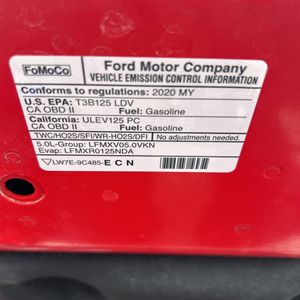 FoMoCo
Ford Motor Company
VEHICLE EMISSION CONTROL INFORMATION
Conforms to regulations: 2020 MY
U.S. EPA: T3B125 LDV
CA OBD II Fuel: Gasoline
California: ULEV125 PC
CA OBD II Fuel: Gasoline
TWC/HO2S/SFI/WR-HO2S/DFI No adjustments needed.
5.0L-Group: LFMXV05.0VKN
Evap: LFMXR0125NDA
LW7E-9C485-ECN